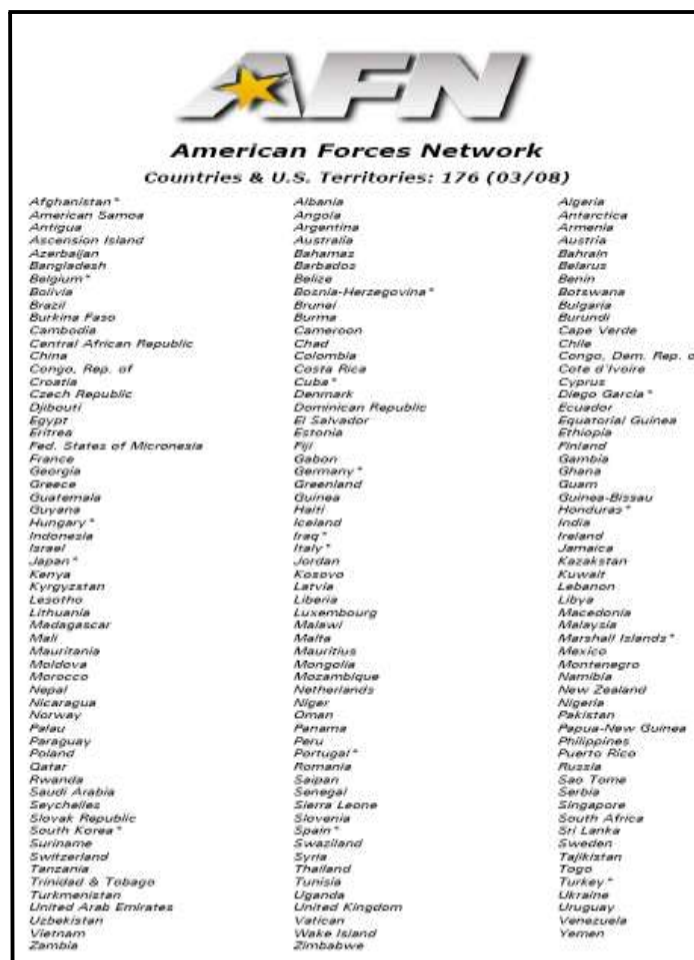 AFN
American Forces Network
Countries & U.S. Territories: 176 (03/08)
Afghanistan* Albania Algeria
American Samoa Angola Antarctica
Antigua Argentina Armenia
Ascension Island Australia Austria
Azerbaijan Bahamas Bahrain
Bangladesh Barbados Belarus
Belgium* Belize Benin
Bolivia Bosnia-Herzegovina* Botswana
Brazil Brunei Bulgaria
Burkina Faso Burma Burundi
Cambodia Cameroon Cape Verde
Central African Republic Chad Chile
China Colombia Congo, Dem. Rep. o
Congo, Rep. of Costa Rica Cote d'Ivoire
Croatia Cuba* Cyprus
Czech Republic Denmark Diego Garcia*
Djibouti Dominican Republic Ecuador
Egypt El Salvador Equatorial Guinea
Eritrea Estonia Ethiopia
Fed. States of Micronesia Fiji Finland
France Gabon Gambia
Georgia Germany* Ghana
Greece Greenland Guam
Guatemala Guinea Guinea-Bissau
Guyana Haiti Honduras*
Hungary* Iceland India
Indonesia Iraq* Ireland
Israel Italy* Jamaica
Japan* Jordan Kazakstan
Kenya Kosovo Kuwait
Kyrgyzstan Latvia Lebanon
Lesotho Liberia Libya
Lithuania Luxembourg Macedonia
Madagascar Malawi Malaysia
Mali Malta Marshall Islands*
Mauritania Mauritius Mexico
Moldova Mongolia Montenegro
Morocco Mozambique Namibia
Nepal Netherlands New Zealand
Nicaragua Niger Nigeria
Norway Oman Pakistan
Palau Panama Papua-New Guinea
Paraguay Peru Philippines
Poland Portugal* Puerto Rico
Qatar Romania Russia
Rwanda Saipan Sao Tome
Saudi Arabia Senegal Serbia
Seychelles Sierra Leone Singapore
Slovak Republic Slovenia South Africa
South Korea* Spain* Sri Lanka
Suriname Swaziland Sweden
Switzerland Syria Tajikistan
Tanzania Thailand Togo
Trinidad & Tobago Tunisia Turkey*
Turkmenistan Uganda Ukraine
United Arab Emirates United Kingdom Uruguay
Uzbekistan Vatican Venezuela
Vietnam Wake Island Yemen
Zambia Zimbabwe